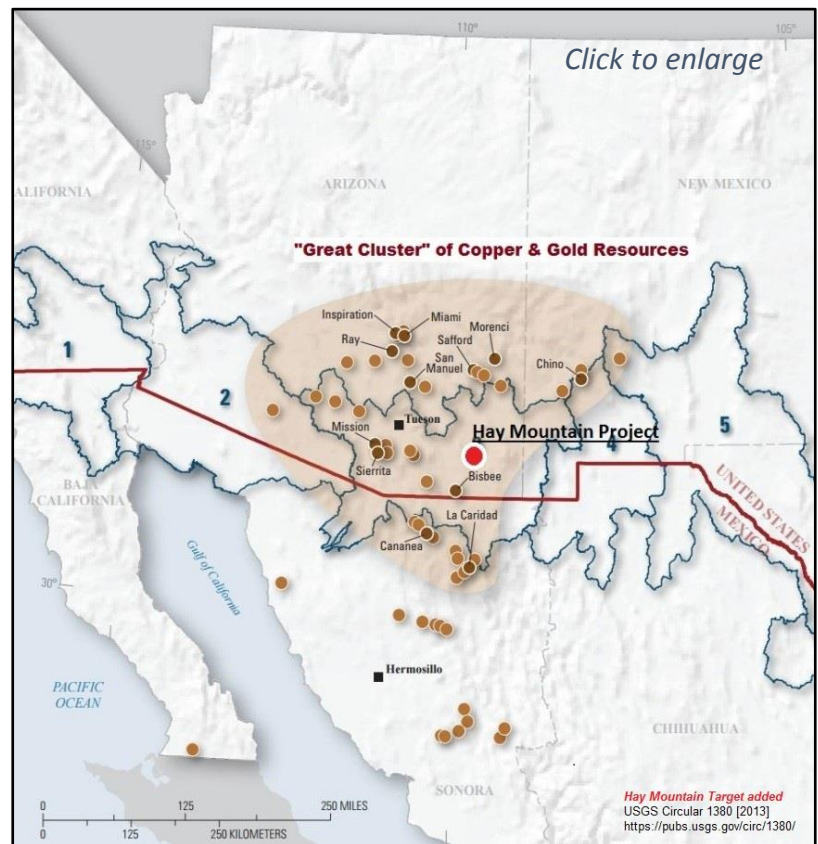 110°
105°
Click to enlarge
115°
ALIFORNIA
ARIZONA
NEW MEXICO
"Great Cluster" of Copper & Gold Resources
Inspiration
Miami
Morenci
Ray
Safford
San
Manuel
Chino
1
2
Tucson
Mission
Hay Mountain Project
4
5
Sierrita
Bisbee
BAJA
CALIFORNIA
UNITED STATES
MEXICO
La Caridad
Cananea
Gulf of California
30°
Hermosillo
PACIFIC
OCEAN
CHIHUAHUA
SONORA
0 125 250 MILES
0 125 250 KILOMETERS
Hay Mountain Target added
USGS Circular 1380 [2013]
https://pubs.usgs.gov/circ/1380/